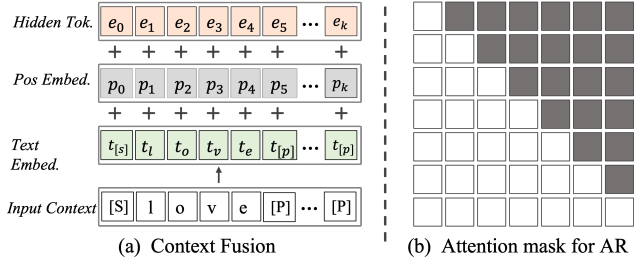 Hidden Tok. e0 e1 e2 e3 e4 e5 ... ek
+ + + + + + +
Pos Embed. p0 p1 p2 p3 p4 p5 ... pk
+ + + + + + +
Text Embed. t[s] tl to tv te t[p] ... t[p]
Input Context [S] l o v e [P] ... [P]
(a) Context Fusion
(b) Attention mask for AR